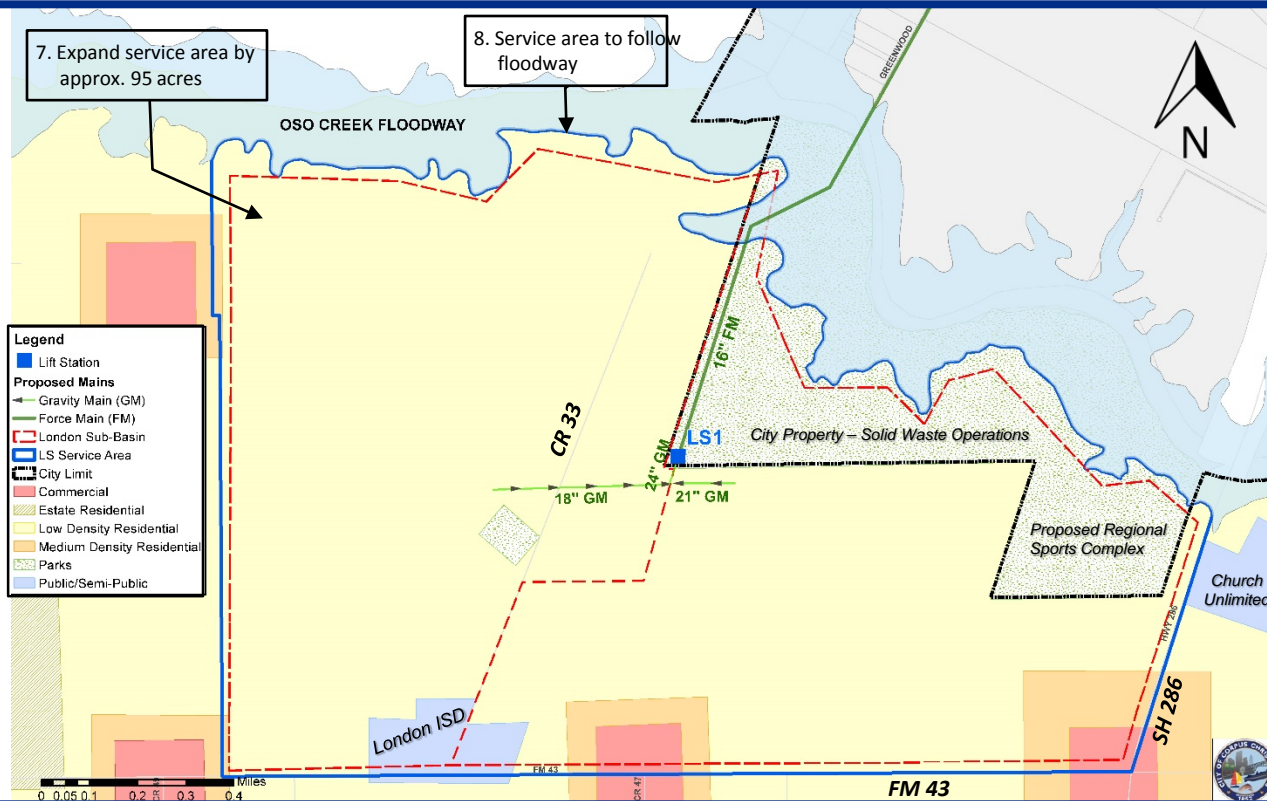 7. Expand service area by
approx. 95 acres
8. Service area to follow
floodway
GREENWOOD
N
OSO CREEK FLOODWAY
Legend
Lift Station
Proposed Mains
Gravity Main (GM)
Force Main (FM)
London Sub-Basin
LS Service Area
City Limit
Commercial
Estate Residential
Low Density Residential
Medium Density Residential
Parks
Public/Semi-Public
16" FM
CR 33
LS1
City Property – Solid Waste Operations
24" GM
18" GM
21" GM
Proposed Regional
Sports Complex
Church
Unlimited
HWY 286
SH 286
London ISD
FM 43
CR 47
FM 43
Miles
0 0.05 0.1 0.2 0.3 0.4